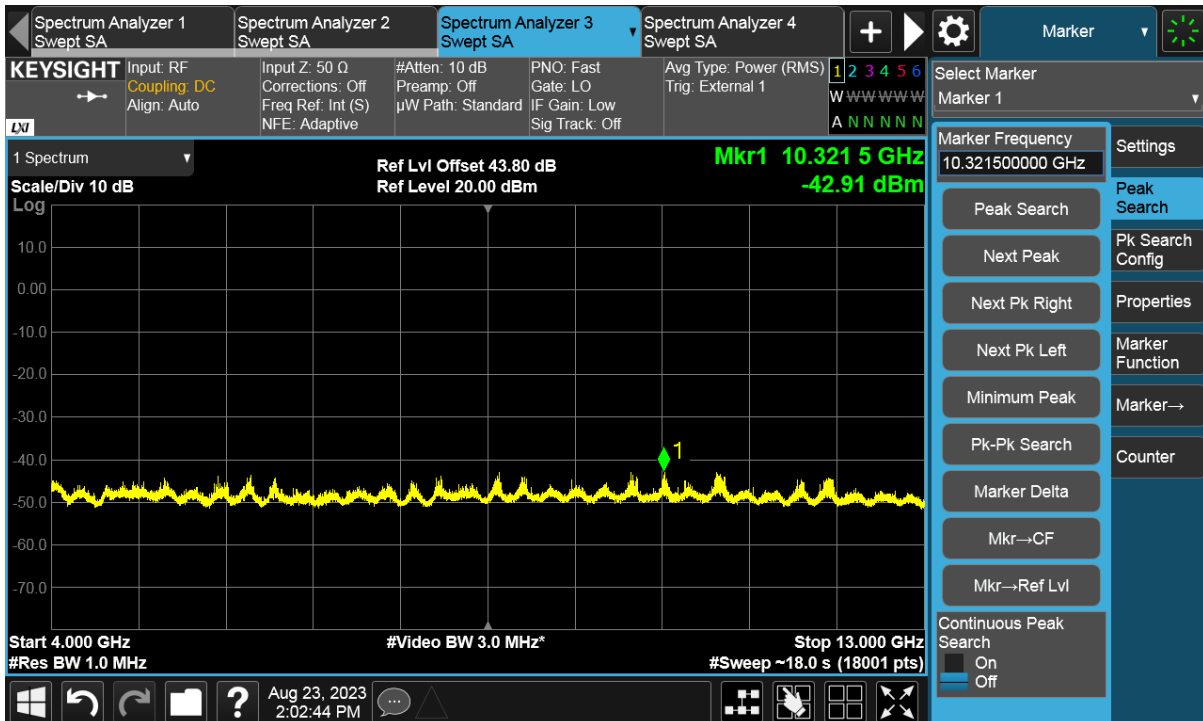 Spectrum Analyzer 1
Swept SA
Spectrum Analyzer 2
Swept SA
Spectrum Analyzer 3
Swept SA
Spectrum Analyzer 4
Swept SA
Marker
KEYSIGHT
LXI
Input: RF
Coupling: DC
Align: Auto
Input Z: 50 Ω
Corrections: Off
Freq Ref: Int (S)
NFE: Adaptive
#Atten: 10 dB
Preamp: Off
µW Path: Standard
PNO: Fast
Gate: LO
IF Gain: Low
Sig Track: Off
Avg Type: Power (RMS)
Trig: External 1
1 2 3 4 5 6
W W W W W W
A N N N N N
Select Marker
Marker 1
1 Spectrum
Scale/Div 10 dB
Log
Ref Lvl Offset 43.80 dB
Ref Level 20.00 dBm
Mkr1 10.321 5 GHz
-42.91 dBm
10.0
0.00
-10.0
-20.0
-30.0
-40.0
-50.0
-60.0
-70.0
1
Start 4.000 GHz
#Res BW 1.0 MHz
#Video BW 3.0 MHz*
Stop 13.000 GHz
#Sweep ~18.0 s (18001 pts)
Marker Frequency
10.321500000 GHz
Peak Search
Next Peak
Next Pk Right
Next Pk Left
Minimum Peak
Pk-Pk Search
Marker Delta
Mkr→CF
Mkr→Ref Lvl
Continuous Peak
Search
On
Off
Settings
Peak
Search
Pk Search
Config
Properties
Marker
Function
Marker→
Counter
?
Aug 23, 2023
2:02:44 PM